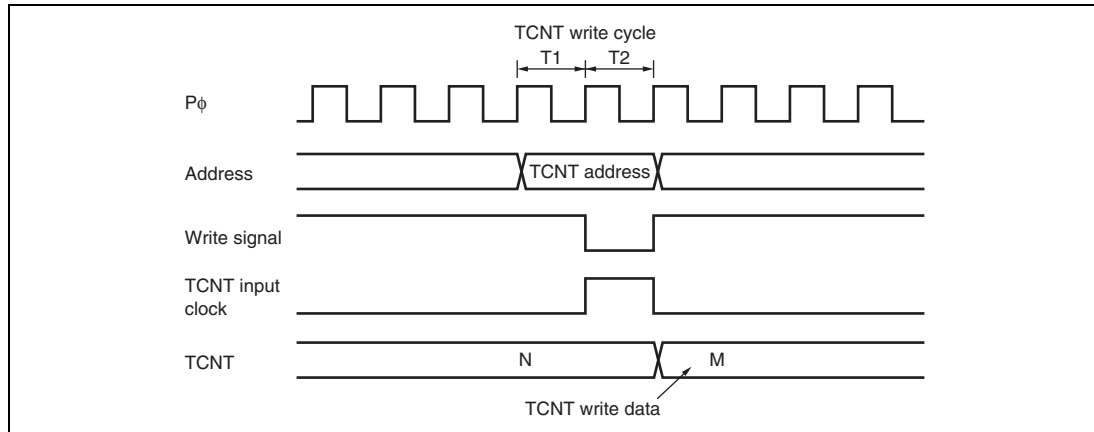 TCNT write cycle
T1 T2
Pϕ
Address
TCNT address
Write signal
TCNT input
clock
TCNT
N
M
TCNT write data